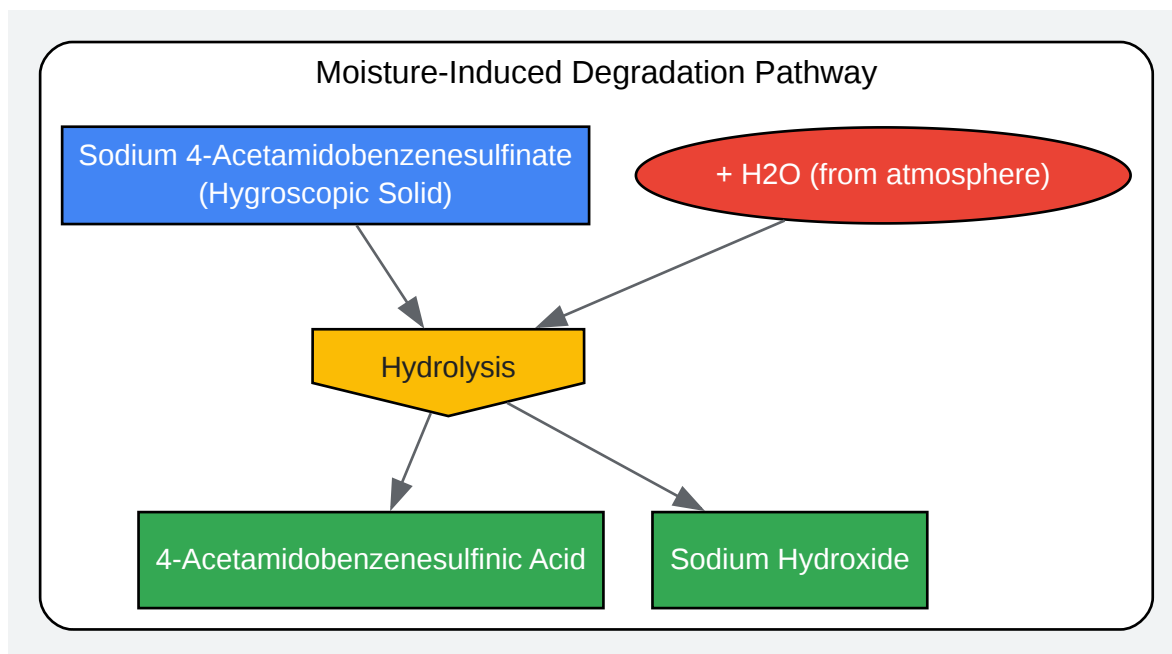 Moisture-Induced Degradation Pathway
Sodium 4-Acetamidobenzenesulfinate
(Hygroscopic Solid)
+ H2O (from atmosphere)
Hydrolysis
4-Acetamidobenzenesulfinic Acid
Sodium Hydroxide